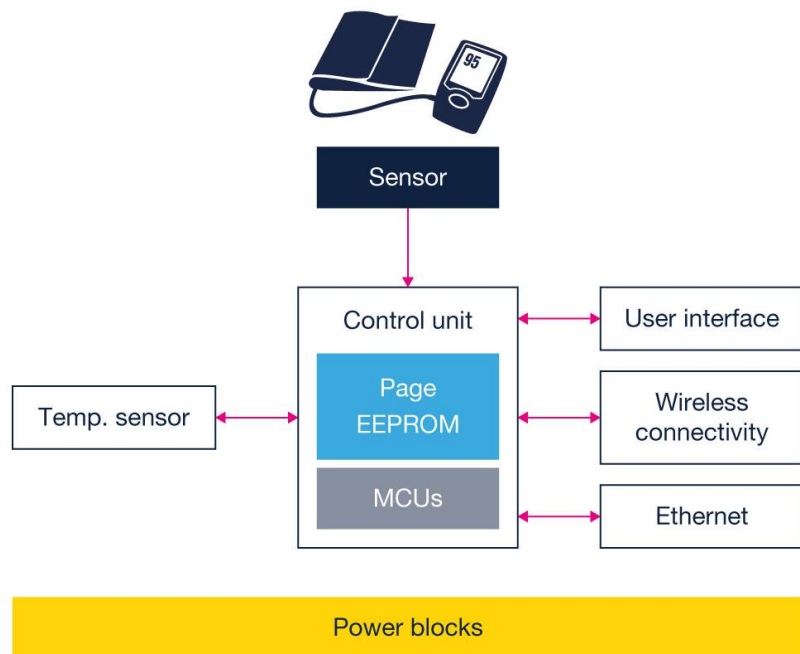 95
Sensor
Control unit
User interface
Page
EEPROM
Temp. sensor
Wireless
connectivity
MCUs
Ethernet
Power blocks